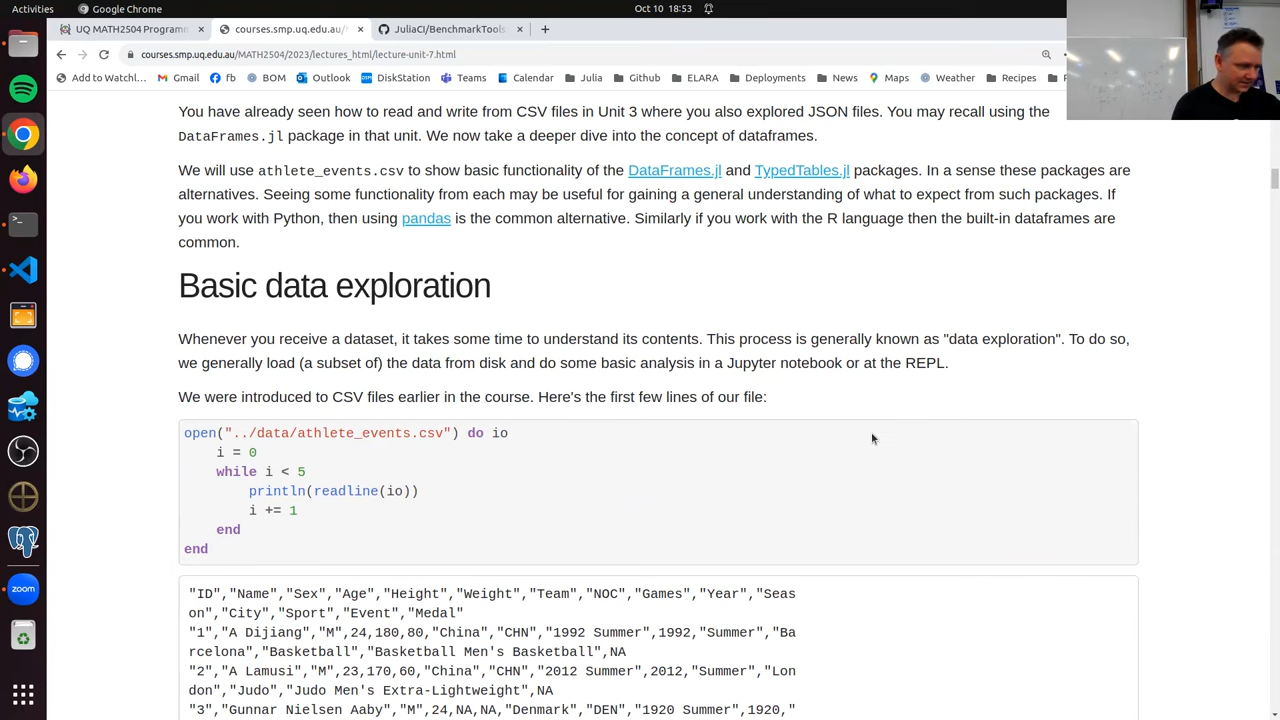 Activities
Google Chrome
Oct 10 18:53
UQ MATH2504 Programm
courses.smp.uq.edu.au/
JuliaCI/BenchmarkTools
courses.smp.uq.edu.au/MATH2504/2023/lectures_html/lecture-unit-7.html
Add to Watchl…
Gmail
Fb
BOM
Outlook
DiskStation
Teams
Calendar
Julia
Github
ELARA
Deployments
News
Maps
Weather
Recipes
You have already seen how to read and write from CSV files in Unit 3 where you also explored JSON files. You may recall using the
DataFrames.jl package in that unit. We now take a deeper dive into the concept of dataframes.
We will use athlete_events.csv to show basic functionality of the DataFrames.jl and TypedTables.jl packages. In a sense these packages are
alternatives. Seeing some functionality from each may be useful for gaining a general understanding of what to expect from such packages. If
you work with Python, then using pandas is the common alternative. Similarly if you work with the R language then the built-in dataframes are
common.
Basic data exploration
Whenever you receive a dataset, it takes some time to understand its contents. This process is generally known as "data exploration". To do so,
we generally load (a subset of) the data from disk and do some basic analysis in a Jupyter notebook or at the REPL.
We were introduced to CSV files earlier in the course. Here's the first few lines of our file:
open("../data/athlete_events.csv") do io
    i = 0
    while i < 5
        println(readline(io))
        i += 1
    end
end
"ID","Name","Sex","Age","Height","Weight","Team","NOC","Games","Year","Seas
on","City","Sport","Event","Medal"
"1","A Dijiang","M",24,180,80,"China","CHN","1992 Summer",1992,"Summer","Ba
rcelona","Basketball","Basketball Men's Basketball",NA
"2","A Lamusi","M",23,170,60,"China","CHN","2012 Summer",2012,"Summer","Lon
don","Judo","Judo Men's Extra-Lightweight",NA
"3","Gunnar Nielsen Aaby","M",24,NA,NA,"Denmark","DEN","1920 Summer",1920,"
zoom